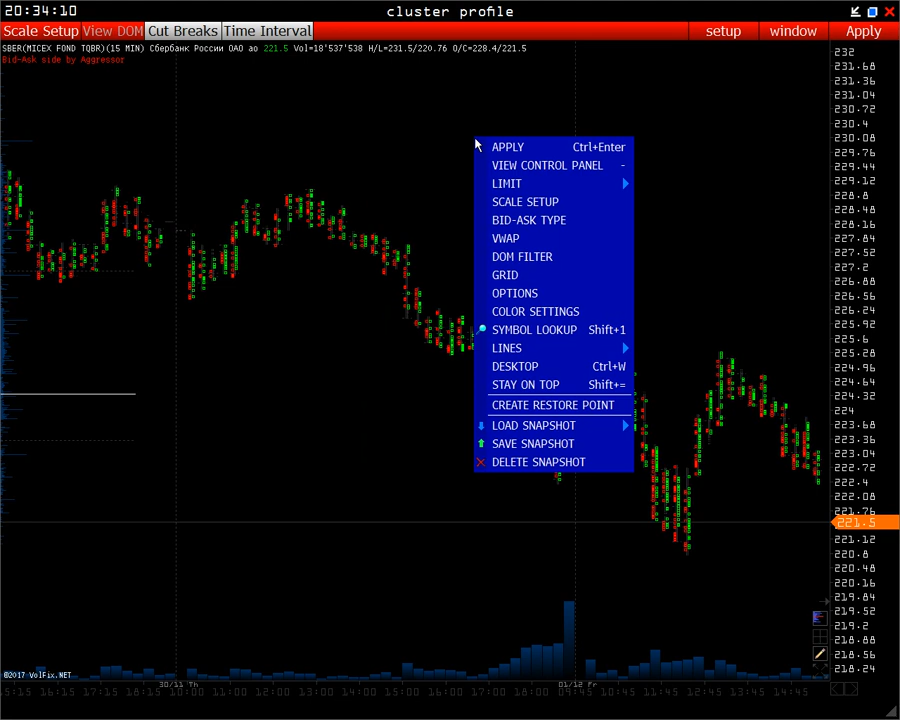 20:34:10 cluster profile
Scale Setup View DOM Cut Breaks Time Interval setup window Apply
SBER(MICEX FOND TQBR)(15 MIN) Сбербанк России ОАО ао 221.5 Vol=18'537'538 H/L=231.5/220.76 O/C=228.4/221.5
Bid-Ask side by Aggressor
232
231.68
231.36
231.04
230.72
230.4
230.08
229.76
229.44
229.12
228.8
228.48
228.16
227.84
227.52
227.2
226.88
226.56
226.24
225.92
225.6
225.28
224.96
224.64
224.32
224
223.68
223.36
223.04
222.72
222.4
222.08
221.76
221.5
221.12
220.8
220.48
220.16
219.84
219.52
219.2
218.88
218.56
218.24
APPLY Ctrl+Enter
VIEW CONTROL PANEL -
LIMIT
SCALE SETUP
BID-ASK TYPE
VWAP
DOM FILTER
GRID
OPTIONS
COLOR SETTINGS
SYMBOL LOOKUP Shift+1
LINES
DESKTOP Ctrl+W
STAY ON TOP Shift+=
CREATE RESTORE POINT
LOAD SNAPSHOT
SAVE SNAPSHOT
DELETE SNAPSHOT
©2017 VolFix.NET
30/11 Th 01/12 Fr
16:15 17:15 18:15 10:00 11:00 12:00 13:00 14:00 15:00 16:00 17:00 18:00 09:45 10:45 11:45 12:45 13:45 14:45